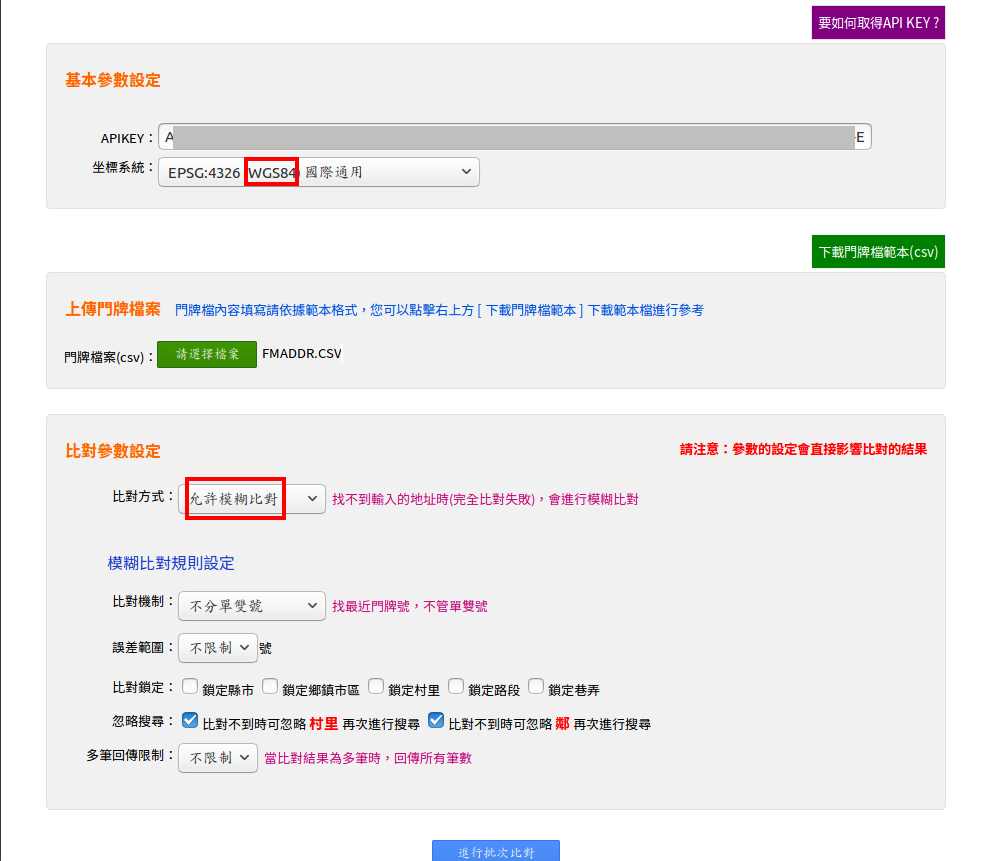 要如何取得API KEY ?
基本參數設定
APIKEY： A E
坐標系統： EPSG:4326 (WGS84) 國際通用
下載門牌檔範本(csv)
上傳門牌檔案 門牌檔內容填寫請依據範本格式，您可以點擊右上方 [ 下載門牌檔範本 ] 下載範本檔進行參考
門牌檔案(csv)： 請選擇檔案 FMADDR.CSV
比對參數設定 請注意：參數的設定會直接影響比對的結果
比對方式： 允許模糊比對 找不到輸入的地址時(完全比對失敗)，會進行模糊比對
模糊比對規則設定
比對機制： 不分單雙號 找最近門牌號，不管單雙號
誤差範圍： 不限制 號
比對鎖定： 鎖定縣市 鎖定鄉鎮市區 鎖定村里 鎖定路段 鎖定巷弄
忽略搜尋： 比對不到時可忽略 村里 再次進行搜尋 比對不到時可忽略 鄰 再次進行搜尋
多筆回傳限制： 不限制 當比對結果為多筆時，回傳所有筆數
進行批次比對